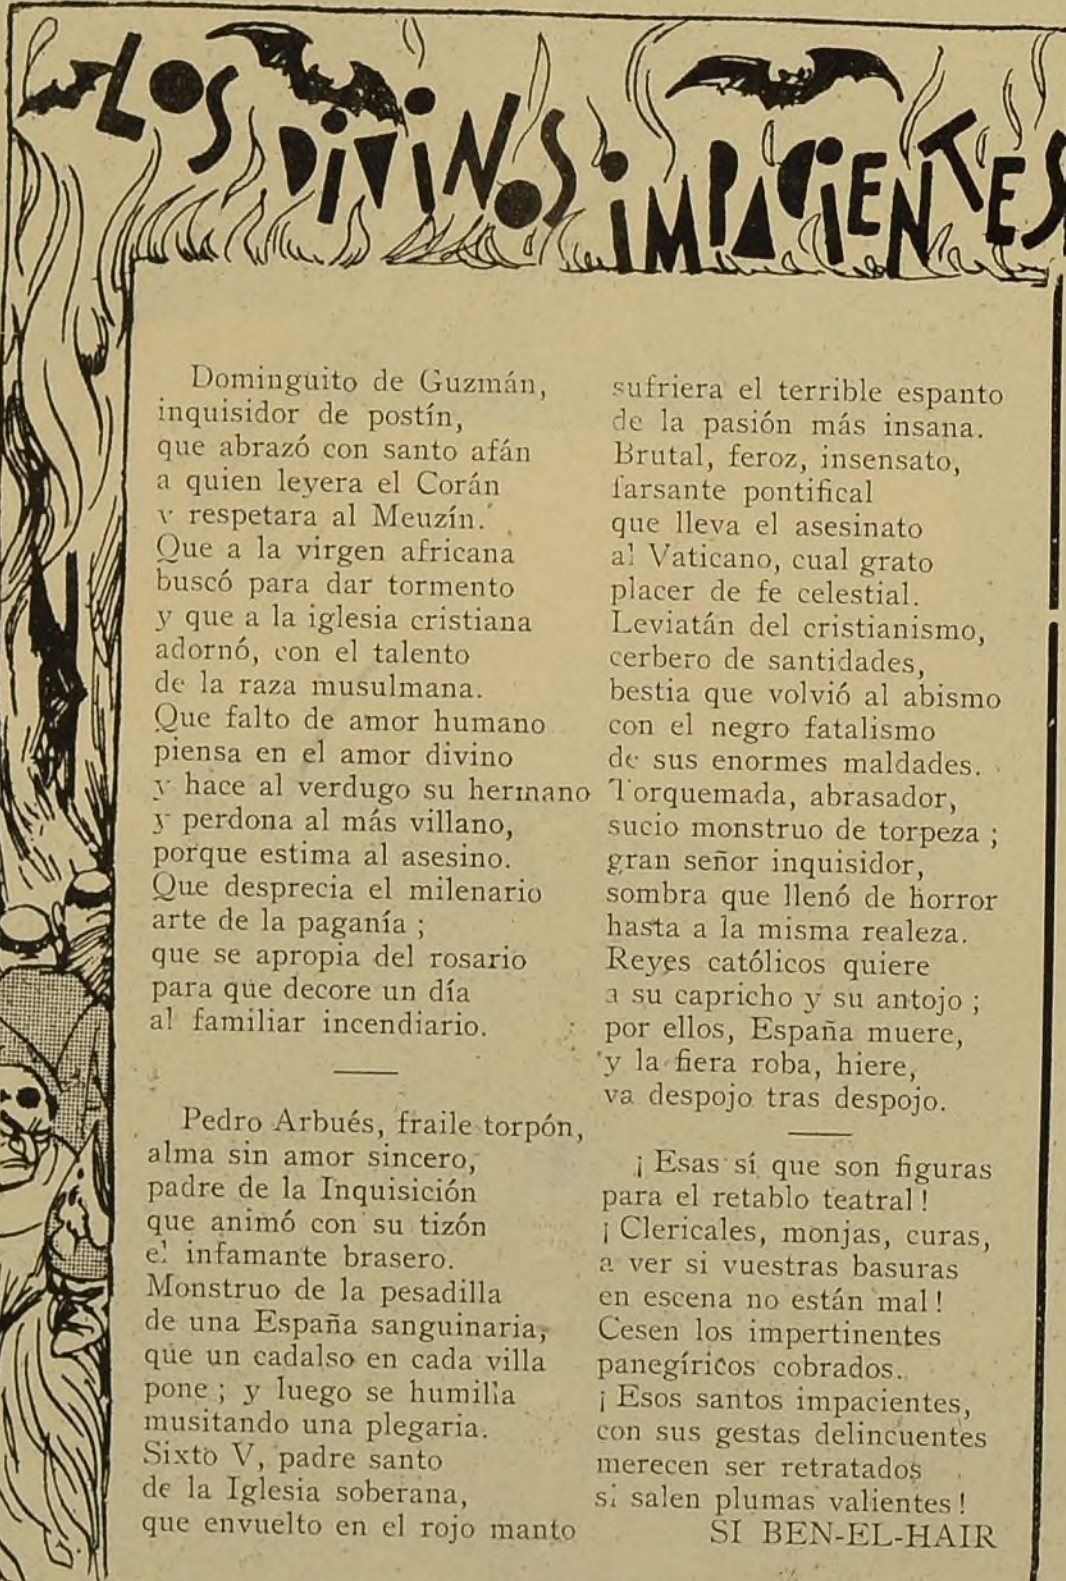 LOS DIVINOS IMPACIENTES
Dominguito de Guzmán,
inquisidor de postín,
que abrazó con santo afán
a quien leyera el Corán
y respetara al Meuzín.
Que a la virgen africana
buscó para dar tormento
y que a la iglesia cristiana
adornó, con el talento
de la raza musulmana.
Que falto de amor humano
piensa en el amor divino
y hace al verdugo su hermano
y perdona al más villano,
porque estima al asesino.
Que desprecia el milenario
arte de la paganía ;
que se apropia del rosario
para que decore un día
al familiar incendiario.
Pedro Arbués, fraile torpón,
alma sin amor sincero,
padre de la Inquisición
que animó con su tizón
el infamante brasero.
Monstruo de la pesadilla
de una España sanguinaria,
que un cadalso en cada villa
pone ; y luego se humilla
musitando una plegaria.
Sixto V, padre santo
de la Iglesia soberana,
que envuelto en el rojo manto
sufriera el terrible espanto
de la pasión más insana.
Brutal, feroz, insensato,
farsante pontifical
que lleva el asesinato
al Vaticano, cual grato
placer de fe celestial.
Leviatán del cristianismo,
cerbero de santidades,
bestia que volvió al abismo
con el negro fatalismo
de sus enormes maldades.
Torquemada, abrasador,
sucio monstruo de torpeza ;
gran señor inquisidor,
sombra que llenó de horror
hasta a la misma realeza.
Reyes católicos quiere
a su capricho y su antojo ;
por ellos, España muere,
y la fiera roba, hiere,
va despojo tras despojo.
¡ Esas sí que son figuras
para el retablo teatral !
¡ Clericales, monjas, curas,
a ver si vuestras basuras
en escena no están mal !
Cesen los impertinentes
panegíricos cobrados.
¡ Esos santos impacientes,
con sus gestas delincuentes
merecen ser retratados
si salen plumas valientes !
SI BEN-EL-HAIR